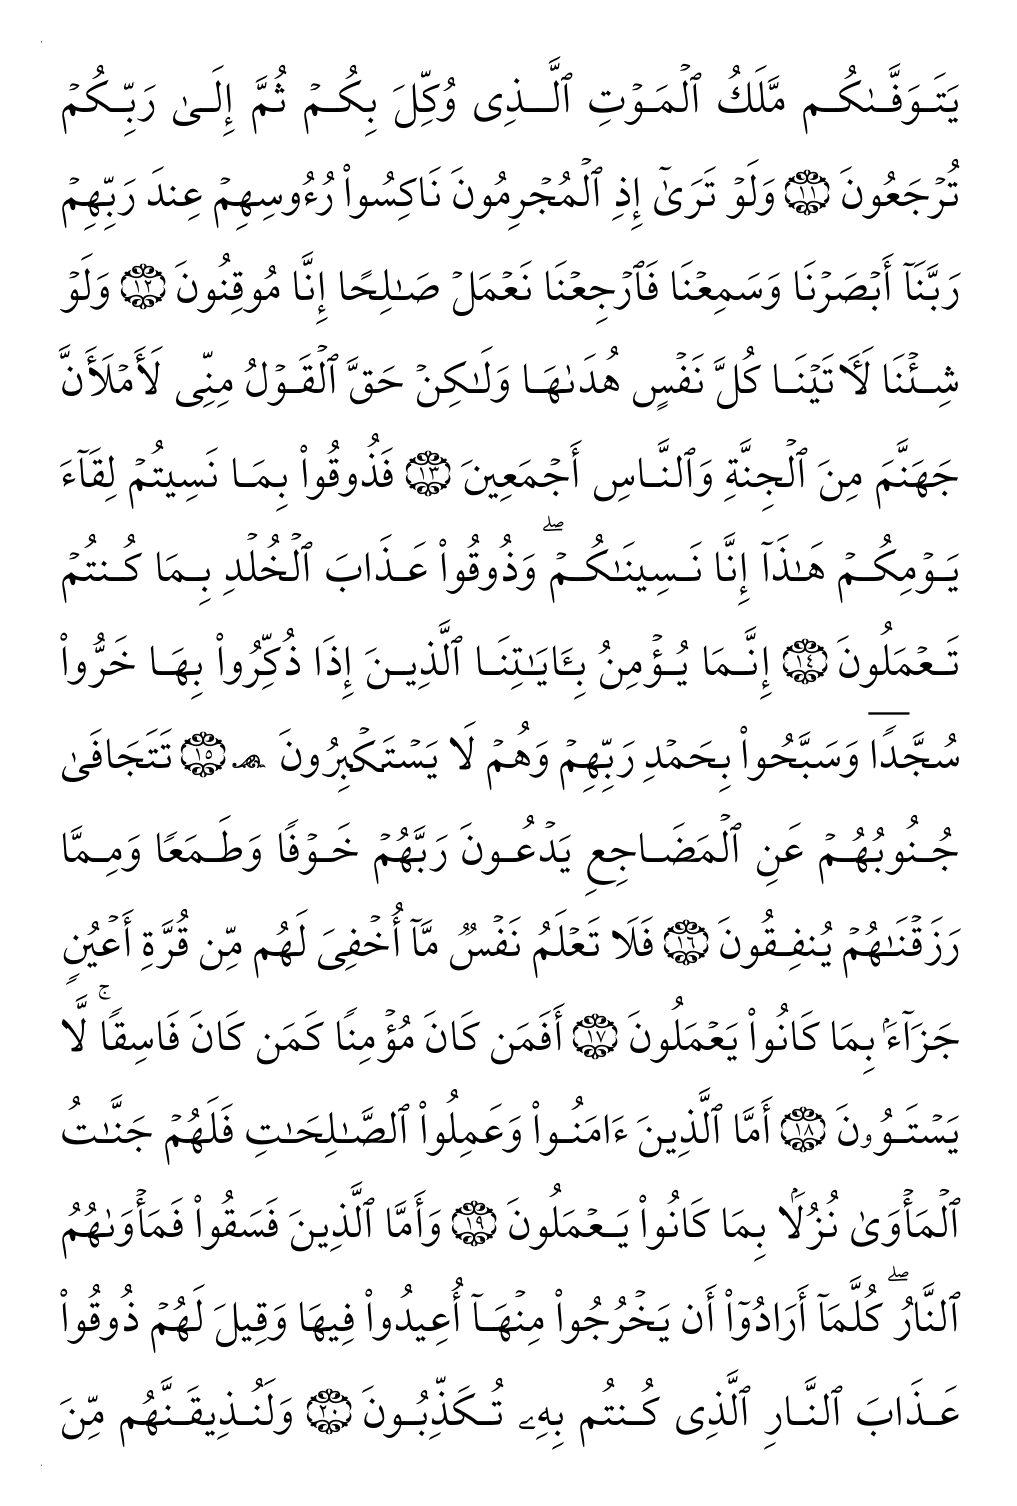 يَتَوَفَّىٰكُم مَّلَكُ ٱلْمَوْتِ ٱلَّذِى وُكِّلَ بِكُمْ ثُمَّ إِلَىٰ رَبِّكُمْ
تُرْجَعُونَ ١١ وَلَوْ تَرَىٰٓ إِذِ ٱلْمُجْرِمُونَ نَاكِسُوا۟ رُءُوسِهِمْ عِندَ رَبِّهِمْ
رَبَّنَآ أَبْصَرْنَا وَسَمِعْنَا فَٱرْجِعْنَا نَعْمَلْ صَـٰلِحًا إِنَّا مُوقِنُونَ ١٢ وَلَوْ
شِئْنَا لَـَٔاتَيْنَا كُلَّ نَفْسٍ هُدَىٰهَا وَلَـٰكِنْ حَقَّ ٱلْقَوْلُ مِنِّى لَأَمْلَأَنَّ
جَهَنَّمَ مِنَ ٱلْجِنَّةِ وَٱلنَّاسِ أَجْمَعِينَ ١٣ فَذُوقُوا۟ بِمَا نَسِيتُمْ لِقَآءَ
يَوْمِكُمْ هَـٰذَآ إِنَّا نَسِينَـٰكُمْ ۖ وَذُوقُوا۟ عَذَابَ ٱلْخُلْدِ بِمَا كُنتُمْ
تَعْمَلُونَ ١٤ إِنَّمَا يُؤْمِنُ بِـَٔايَـٰتِنَا ٱلَّذِينَ إِذَا ذُكِّرُوا۟ بِهَا خَرُّوا۟
سُجَّدًا وَسَبَّحُوا۟ بِحَمْدِ رَبِّهِمْ وَهُمْ لَا يَسْتَكْبِرُونَ ۩ ١٥ تَتَجَافَىٰ
جُنُوبُهُمْ عَنِ ٱلْمَضَاجِعِ يَدْعُونَ رَبَّهُمْ خَوْفًا وَطَمَعًا وَمِمَّا
رَزَقْنَـٰهُمْ يُنفِقُونَ ١٦ فَلَا تَعْلَمُ نَفْسٌ مَّآ أُخْفِىَ لَهُم مِّن قُرَّةِ أَعْيُنٍ
جَزَآءًۢ بِمَا كَانُوا۟ يَعْمَلُونَ ١٧ أَفَمَن كَانَ مُؤْمِنًا كَمَن كَانَ فَاسِقًا ۚ لَّا
يَسْتَوُۥنَ ١٨ أَمَّا ٱلَّذِينَ ءَامَنُوا۟ وَعَمِلُوا۟ ٱلصَّـٰلِحَـٰتِ فَلَهُمْ جَنَّـٰتُ
ٱلْمَأْوَىٰ نُزُلًۢا بِمَا كَانُوا۟ يَعْمَلُونَ ١٩ وَأَمَّا ٱلَّذِينَ فَسَقُوا۟ فَمَأْوَىٰهُمُ
ٱلنَّارُ ۖ كُلَّمَآ أَرَادُوٓا۟ أَن يَخْرُجُوا۟ مِنْهَآ أُعِيدُوا۟ فِيهَا وَقِيلَ لَهُمْ ذُوقُوا۟
عَذَابَ ٱلنَّارِ ٱلَّذِى كُنتُم بِهِۦ تُكَذِّبُونَ ٢٠ وَلَنُذِيقَنَّهُم مِّنَ